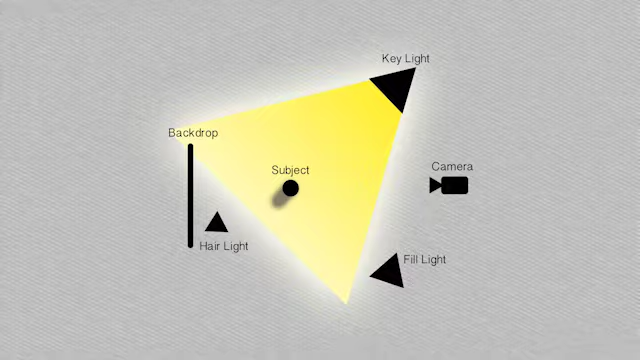 Key Light
Backdrop
Subject
Camera
Hair Light
Fill Light